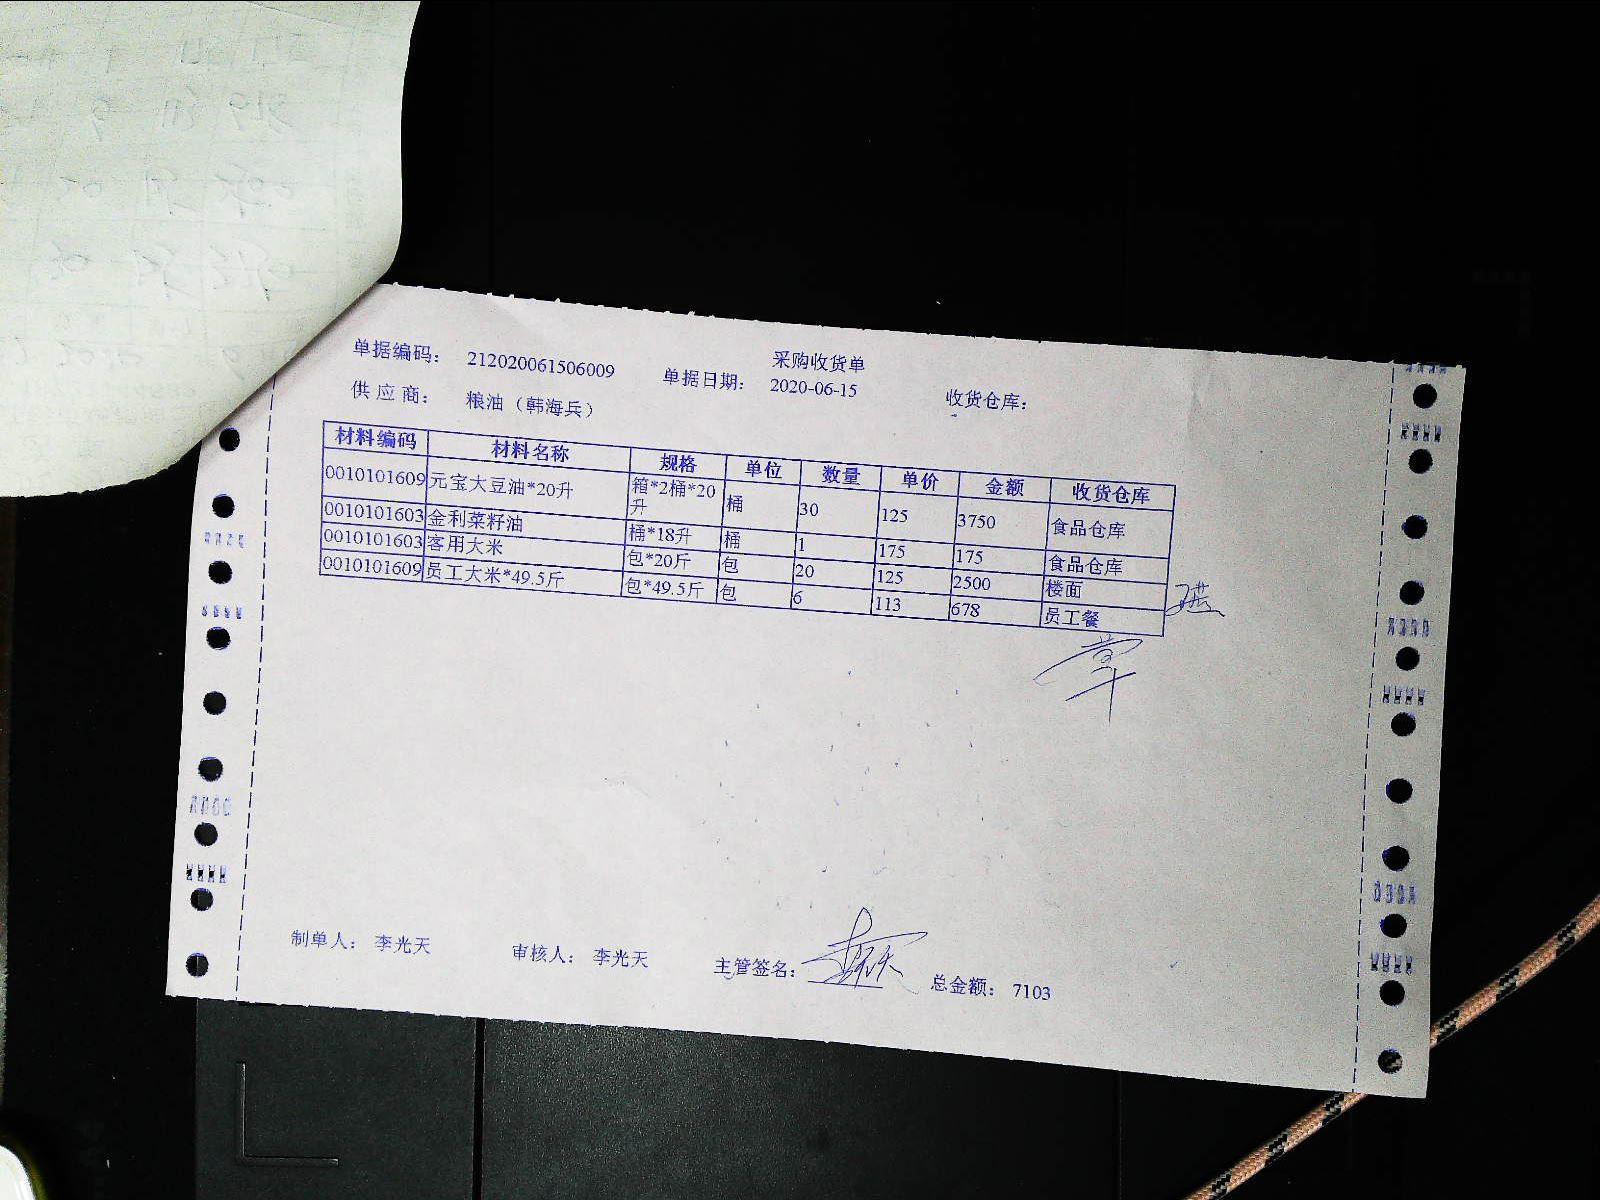 采购收货单
单据编码： 212020061506009 单据日期： 2020-06-15 收货仓库：
供 应 商： 粮油（韩海兵）
材料编码 材料名称 规格 单位 数量 单价 金额 收货仓库
0010101609 元宝大豆油*20升 箱*2桶*20升 桶 30 125 3750 食品仓库
0010101603 金利菜籽油 桶*18升 桶 1 175 175 食品仓库
0010101603 客用大米 包*20斤 包 20 125 2500 楼面
0010101609 员工大米*49.5斤 包*49.5斤 包 6 113 678 员工餐
制单人： 李光天 审核人： 李光天 主管签名： 总金额： 7103